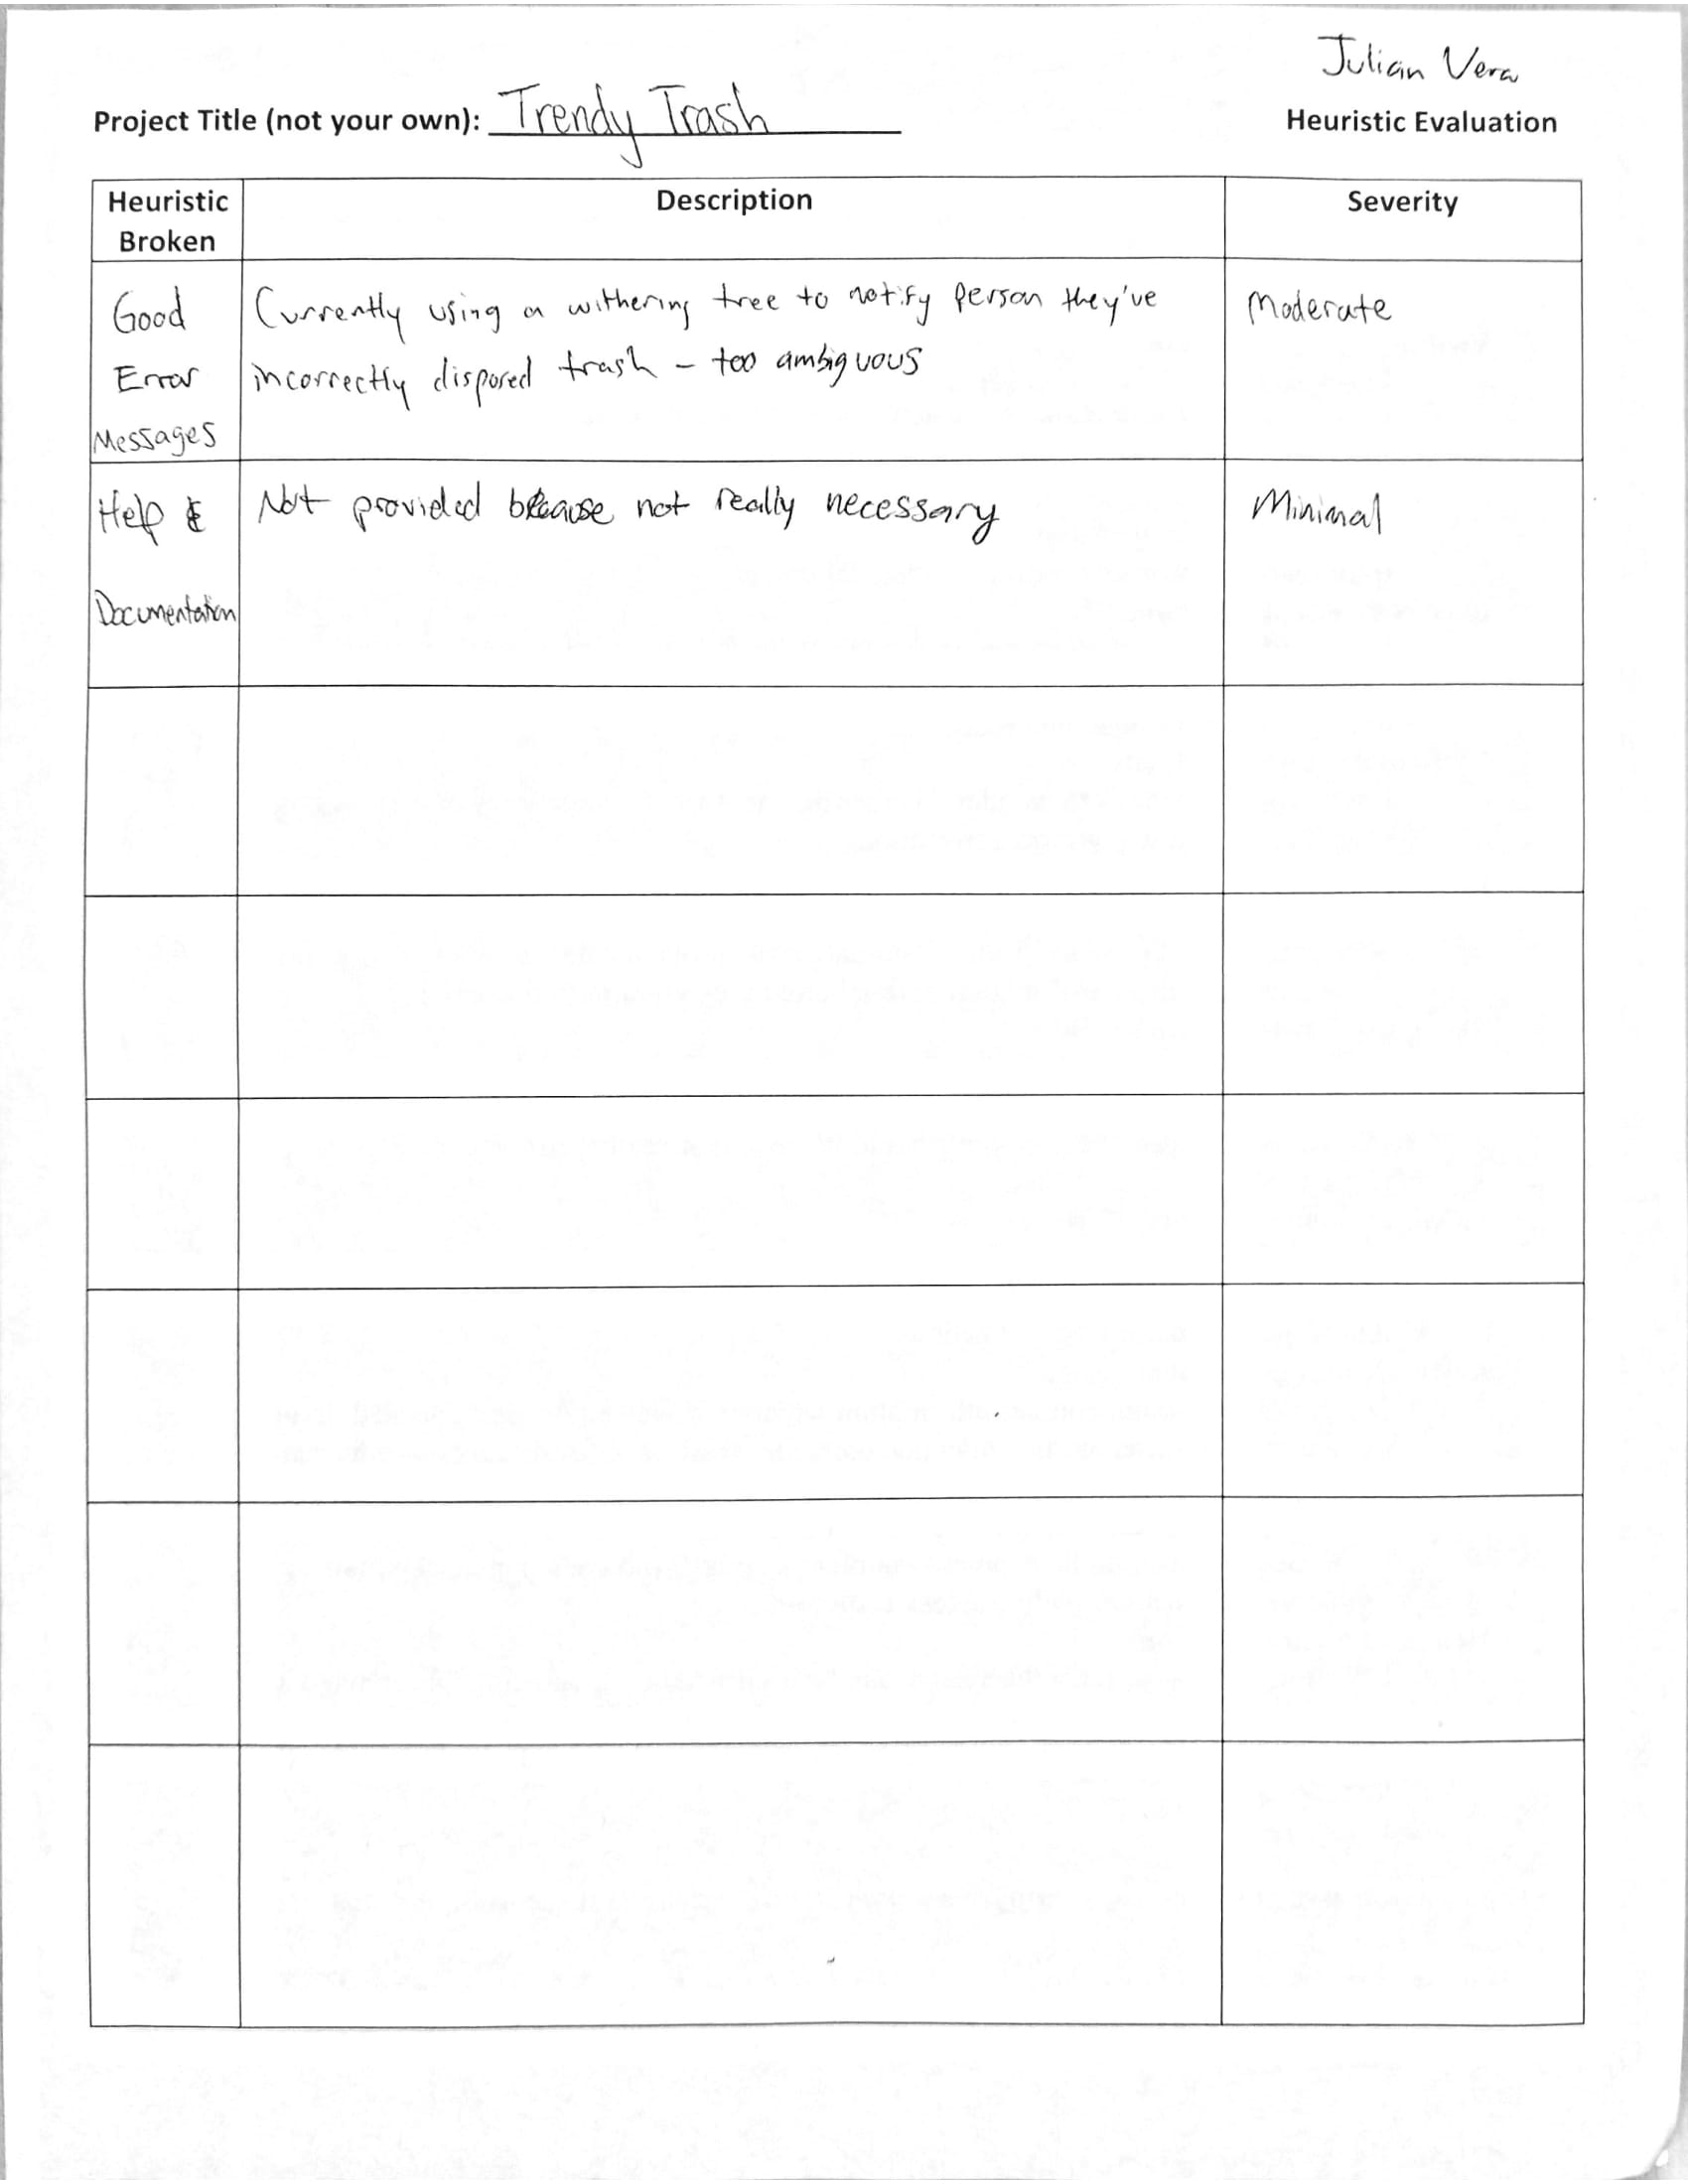 Julian Vera
Project Title (not your own): Trendy Trash
Heuristic Evaluation
Heuristic Broken
Description
Severity
Good
Error
Messages
Currently using a withering tree to notify person they've
incorrectly disposed trash – too ambiguous
Moderate
Help &
Documentation
Not provided because not really necessary
Minimal